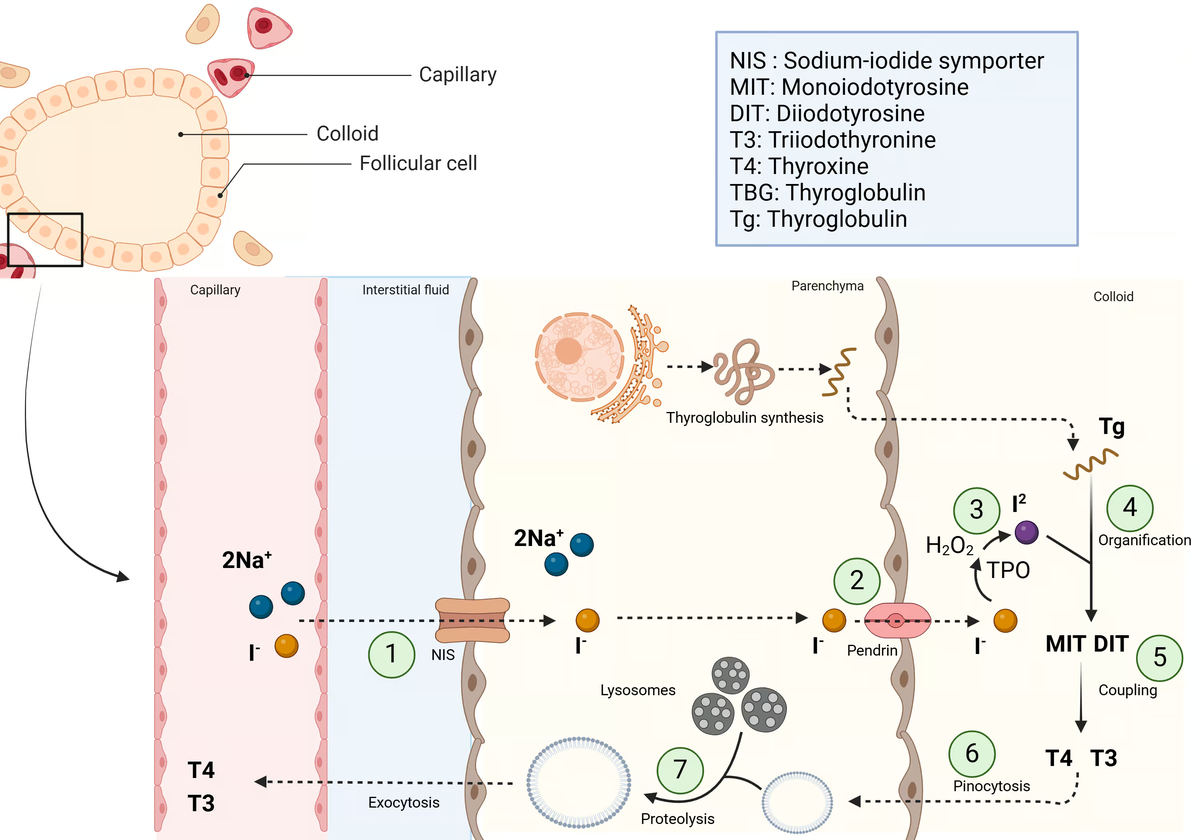 Capillary
Colloid
Follicular cell
NIS : Sodium-iodide symporter
MIT: Monoiodotyrosine
DIT: Diiodotyrosine
T3: Triiodothyronine
T4: Thyroxine
TBG: Thyroglobulin
Tg: Thyroglobulin
Capillary
Interstitial fluid
Parenchyma
Colloid
Thyroglobulin synthesis
Tg
3
I²
4
H₂O₂
Organification
TPO
2Na⁺
2Na⁺
2
1
I⁻
NIS
I⁻
I⁻
Pendrin
I⁻
MIT DIT
5
Coupling
Lysosomes
6
T4 T3
Pinocytosis
7
Proteolysis
T4
T3
Exocytosis